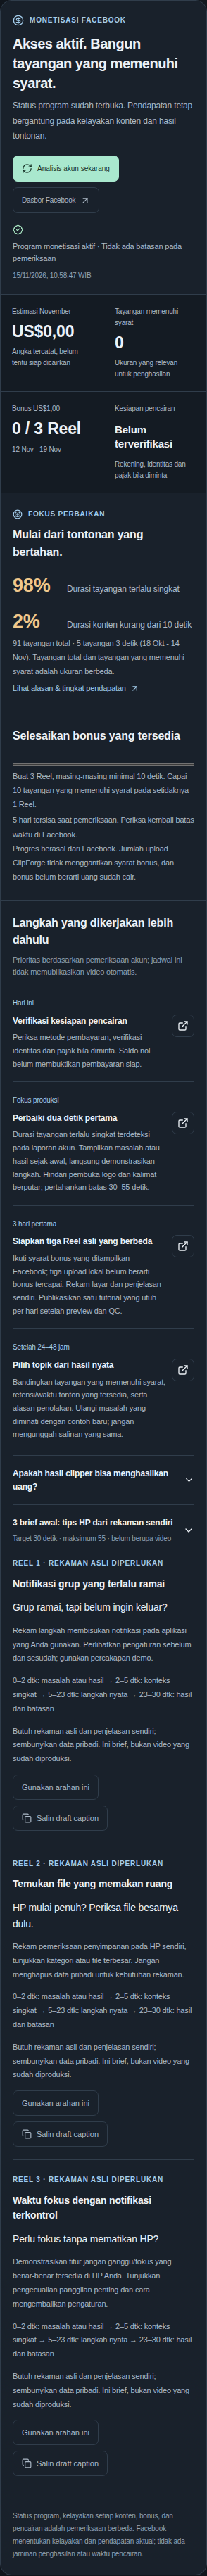 MONETISASI FACEBOOK
Akses aktif. Bangun
tayangan yang memenuhi
syarat.
Status program sudah terbuka. Pendapatan tetap
bergantung pada kelayakan konten dan hasil
tontonan.
Analisis akun sekarang
Dasbor Facebook
Program monetisasi aktif · Tidak ada batasan pada
pemeriksaan
15/11/2026, 10.58.47 WIB
Estimasi November
US$0,00
Angka tercatat, belum
tentu siap dicairkan
Tayangan memenuhi
syarat
0
Ukuran yang relevan
untuk penghasilan
Bonus US$1,00
0 / 3 Reel
12 Nov - 19 Nov
Kesiapan pencairan
Belum
terverifikasi
Rekening, identitas dan
pajak bila diminta
FOKUS PERBAIKAN
Mulai dari tontonan yang
bertahan.
98% Durasi tayangan terlalu singkat
2% Durasi konten kurang dari 10 detik
91 tayangan total · 5 tayangan 3 detik (18 Okt - 14
Nov). Tayangan total dan tayangan yang memenuhi
syarat adalah ukuran berbeda.
Lihat alasan & tingkat pendapatan
Selesaikan bonus yang tersedia
Buat 3 Reel, masing-masing minimal 10 detik. Capai
10 tayangan yang memenuhi syarat pada setidaknya
1 Reel.
5 hari tersisa saat pemeriksaan. Periksa kembali batas
waktu di Facebook.
Progres berasal dari Facebook. Jumlah upload
ClipForge tidak menggantikan syarat bonus, dan
bonus belum berarti uang sudah cair.
Langkah yang dikerjakan lebih
dahulu
Prioritas berdasarkan pemeriksaan akun; jadwal ini
tidak memublikasikan video otomatis.
Hari ini
Verifikasi kesiapan pencairan
Periksa metode pembayaran, verifikasi
identitas dan pajak bila diminta. Saldo nol
belum membuktikan pembayaran siap.
Fokus produksi
Perbaiki dua detik pertama
Durasi tayangan terlalu singkat terdeteksi
pada laporan akun. Tampilkan masalah atau
hasil sejak awal, langsung demonstrasikan
langkah. Hindari pembuka logo dan kalimat
berputar; pertahankan batas 30–55 detik.
3 hari pertama
Siapkan tiga Reel asli yang berbeda
Ikuti syarat bonus yang ditampilkan
Facebook; tiga upload lokal belum berarti
bonus tercapai. Rekam layar dan penjelasan
sendiri. Publikasikan satu tutorial yang utuh
per hari setelah preview dan QC.
Setelah 24–48 jam
Pilih topik dari hasil nyata
Bandingkan tayangan yang memenuhi syarat,
retensi/waktu tonton yang tersedia, serta
alasan penolakan. Ulangi masalah yang
diminati dengan contoh baru; jangan
mengunggah salinan yang sama.
Apakah hasil clipper bisa menghasilkan
uang?
3 brief awal: tips HP dari rekaman sendiri
Target 30 detik · maksimum 55 · belum berupa video
REEL 1 · REKAMAN ASLI DIPERLUKAN
Notifikasi grup yang terlalu ramai
Grup ramai, tapi belum ingin keluar?
Rekam langkah membisukan notifikasi pada aplikasi
yang Anda gunakan. Perlihatkan pengaturan sebelum
dan sesudah; gunakan percakapan demo.
0–2 dtk: masalah atau hasil → 2–5 dtk: konteks
singkat → 5–23 dtk: langkah nyata → 23–30 dtk: hasil
dan batasan
Butuh rekaman asli dan penjelasan sendiri;
sembunyikan data pribadi. Ini brief, bukan video yang
sudah diproduksi.
Gunakan arahan ini
Salin draft caption
REEL 2 · REKAMAN ASLI DIPERLUKAN
Temukan file yang memakan ruang
HP mulai penuh? Periksa file besarnya
dulu.
Rekam pemeriksaan penyimpanan pada HP sendiri,
tunjukkan kategori atau file terbesar. Jangan
menghapus data pribadi untuk kebutuhan rekaman.
0–2 dtk: masalah atau hasil → 2–5 dtk: konteks
singkat → 5–23 dtk: langkah nyata → 23–30 dtk: hasil
dan batasan
Butuh rekaman asli dan penjelasan sendiri;
sembunyikan data pribadi. Ini brief, bukan video yang
sudah diproduksi.
Gunakan arahan ini
Salin draft caption
REEL 3 · REKAMAN ASLI DIPERLUKAN
Waktu fokus dengan notifikasi
terkontrol
Perlu fokus tanpa mematikan HP?
Demonstrasikan fitur jangan ganggu/fokus yang
benar-benar tersedia di HP Anda. Tunjukkan
pengecualian panggilan penting dan cara
mengembalikan pengaturan.
0–2 dtk: masalah atau hasil → 2–5 dtk: konteks
singkat → 5–23 dtk: langkah nyata → 23–30 dtk: hasil
dan batasan
Butuh rekaman asli dan penjelasan sendiri;
sembunyikan data pribadi. Ini brief, bukan video yang
sudah diproduksi.
Gunakan arahan ini
Salin draft caption
Status program, kelayakan setiap konten, bonus, dan
pencairan adalah pemeriksaan berbeda. Facebook
menentukan kelayakan dan pendapatan aktual; tidak ada
jaminan penghasilan atau waktu pencairan.